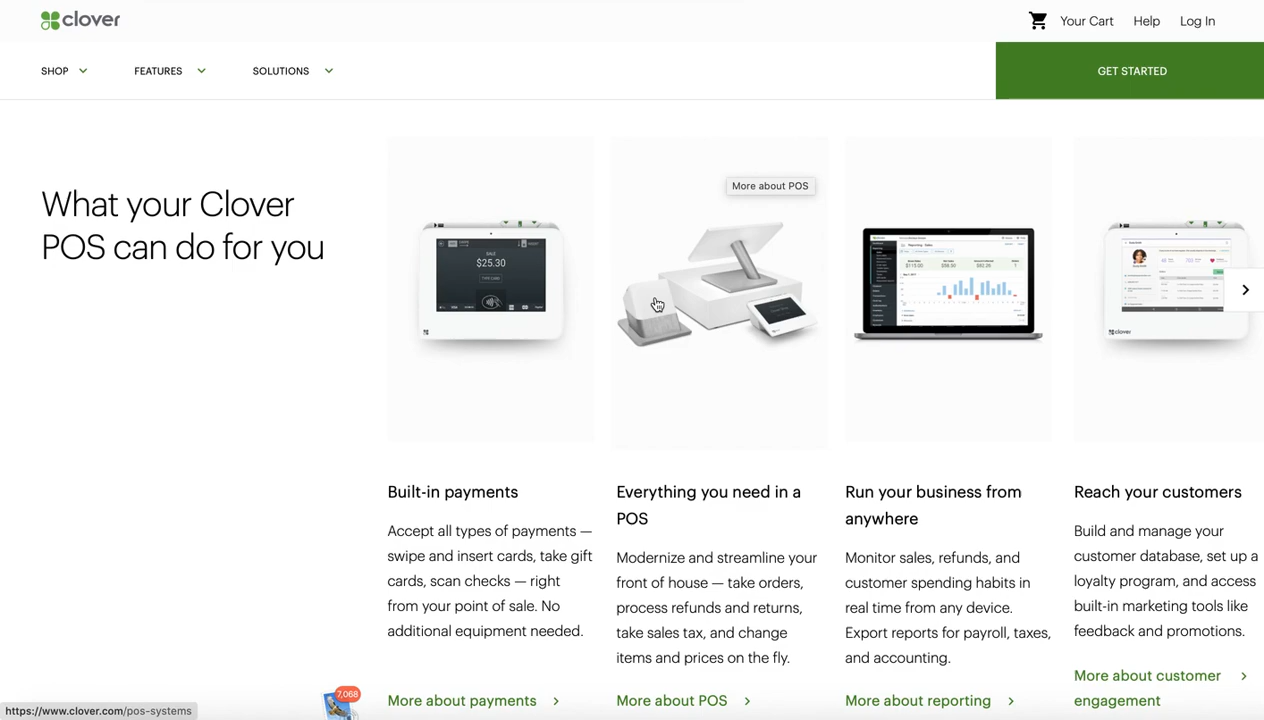 clover
Your Cart
Help
Log In
SHOP
FEATURES
SOLUTIONS
GET STARTED
What your Clover
POS can do for you
More about POS
SALE
$25.30
clover
Built-in payments
Accept all types of payments —
swipe and insert cards, take gift
cards, scan checks — right
from your point of sale. No
additional equipment needed.
More about payments
Everything you need in a
POS
Modernize and streamline your
front of house — take orders,
process refunds and returns,
take sales tax, and change
items and prices on the fly.
More about POS
Run your business from
anywhere
Monitor sales, refunds, and
customer spending habits in
real time from any device.
Export reports for payroll, taxes,
and accounting.
More about reporting
Reach your customers
Build and manage your
customer database, set up a
loyalty program, and access
built-in marketing tools like
feedback and promotions.
More about customer
engagement
7,068
https://www.clover.com/pos-systems